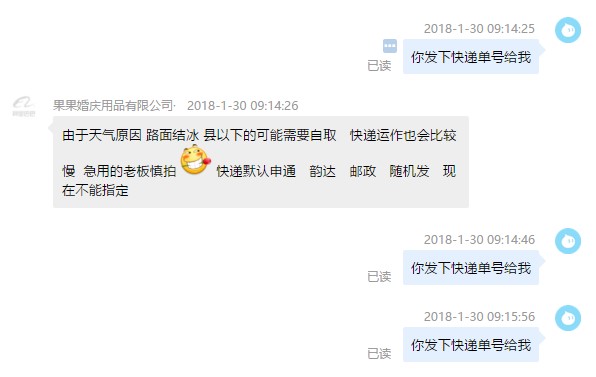 2018-1-30 09:14:25
你发下快递单号给我
已读
果果婚庆用品有限公司· 2018-1-30 09:14:26
由于天气原因 路面结冰 县以下的可能需要自取 快递运作也会比较
慢 急用的老板慎拍 快递默认申通 韵达 邮政 随机发 现
在不能指定
2018-1-30 09:14:46
你发下快递单号给我
已读
2018-1-30 09:15:56
你发下快递单号给我
已读